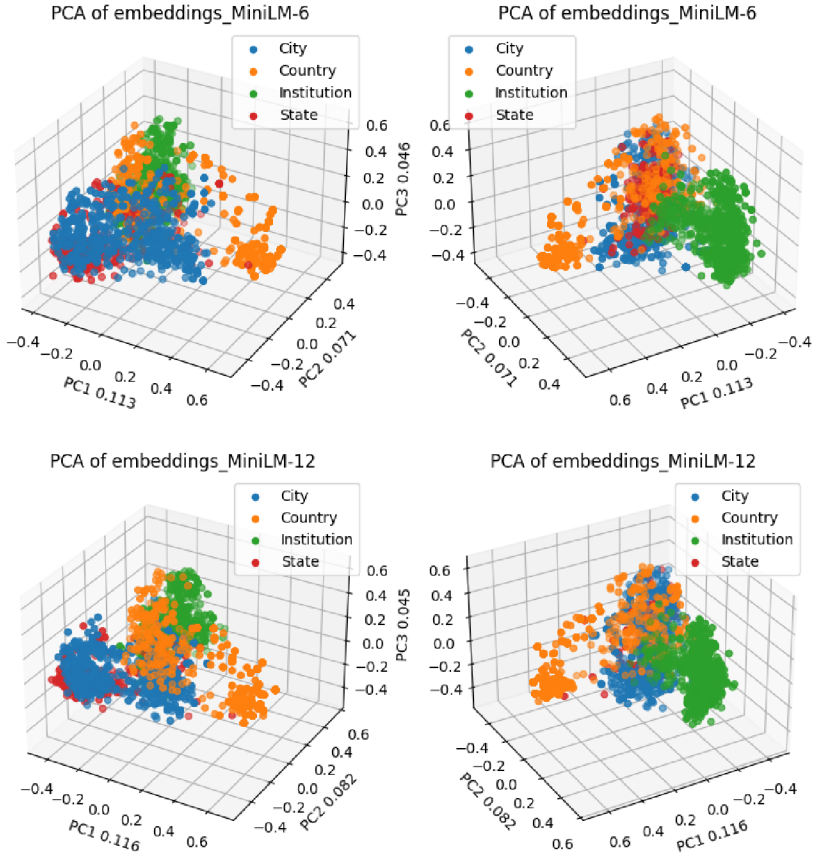 PCA of embeddings_MiniLM-6
City
Country
Institution
State
0.6
0.4
0.2
0.0
−0.2
−0.4
PC3 0.046
−0.4
−0.2
0.0
0.2
0.4
0.6
PC1 0.113
−0.4
−0.2
0.0
0.2
0.4
PC2 0.071
PCA of embeddings_MiniLM-6
City
Country
Institution
State
0.6
0.4
0.2
0.0
−0.2
−0.4
−0.4
−0.2
0.0
0.2
0.4
PC2 0.071
0.6
0.4
0.2
0.0
−0.2
−0.4
PC1 0.113
PCA of embeddings_MiniLM-12
City
Country
Institution
State
0.6
0.4
0.2
0.0
−0.2
−0.4
PC3 0.045
−0.4
−0.2
0.0
0.2
0.4
0.6
PC1 0.116
−0.4
−0.2
0.0
0.2
0.4
0.6
PC2 0.082
PCA of embeddings_MiniLM-12
City
Country
Institution
State
0.6
0.4
0.2
0.0
−0.2
−0.4
−0.4
−0.2
0.0
0.2
0.4
0.6
PC2 0.082
0.6
0.4
0.2
0.0
−0.2
−0.4
PC1 0.116